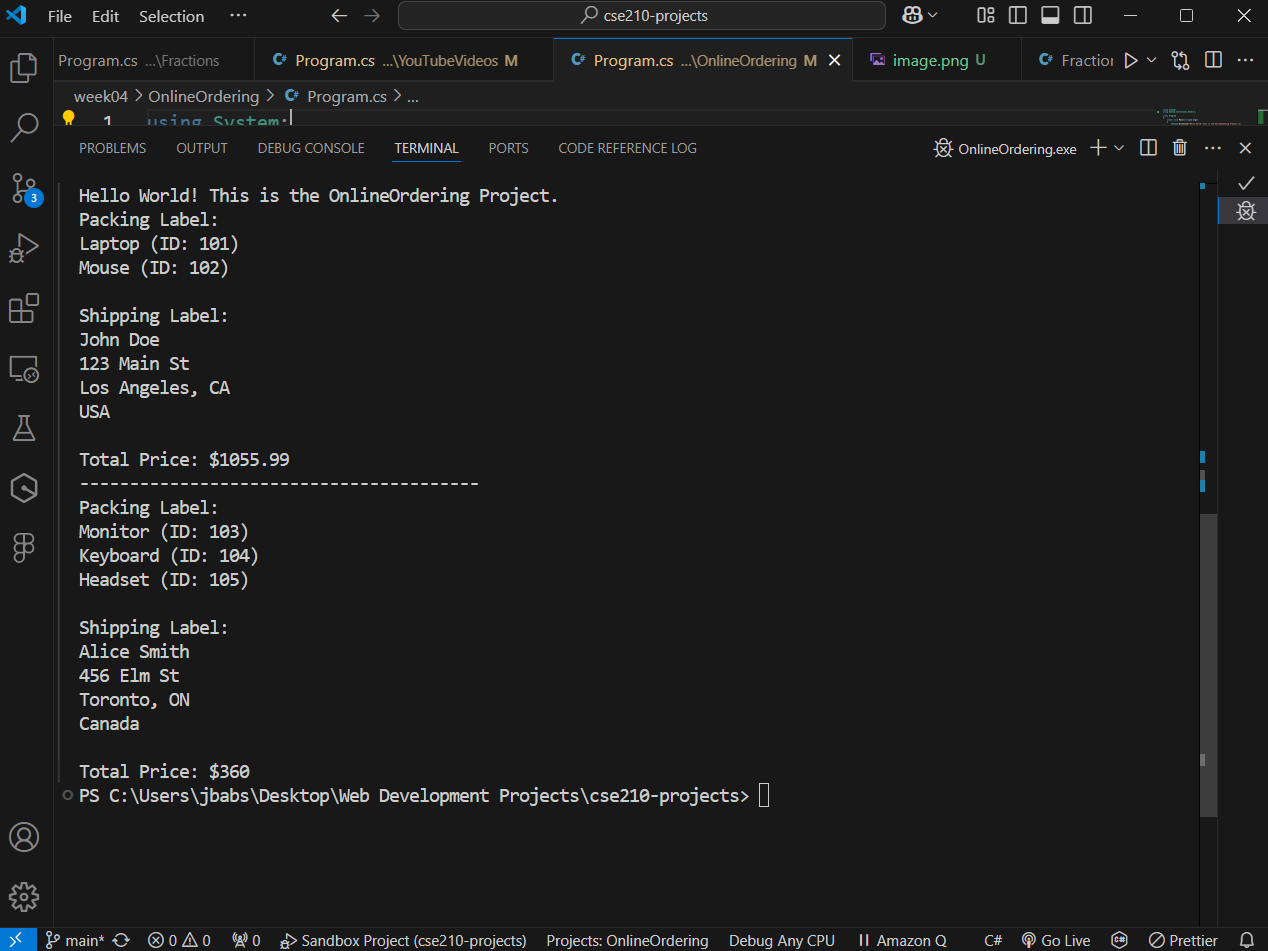 File Edit Selection ···
cse210-projects
Program.cs ...\Fractions
C# Program.cs ...\YouTubeVideos M
C# Program.cs ...\OnlineOrdering M
image.png U
C# Fraction
week04 > OnlineOrdering > C# Program.cs > ...
1 using System;
PROBLEMS OUTPUT DEBUG CONSOLE TERMINAL PORTS CODE REFERENCE LOG
OnlineOrdering.exe
3
Hello World! This is the OnlineOrdering Project.
Packing Label:
Laptop (ID: 101)
Mouse (ID: 102)
Shipping Label:
John Doe
123 Main St
Los Angeles, CA
USA
Total Price: $1055.99
----------------------------------------
Packing Label:
Monitor (ID: 103)
Keyboard (ID: 104)
Headset (ID: 105)
Shipping Label:
Alice Smith
456 Elm St
Toronto, ON
Canada
Total Price: $360
PS C:\Users\jbabs\Desktop\Web Development Projects\cse210-projects>
main* 0 0 0 Sandbox Project (cse210-projects) Projects: OnlineOrdering Debug Any CPU Amazon Q C# Go Live Prettier